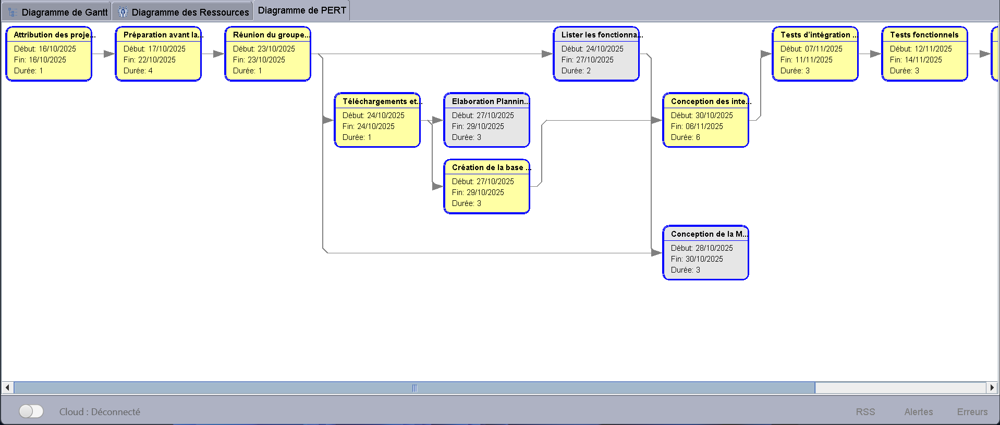 Diagramme de Gantt
Diagramme des Ressources
Diagramme de PERT
Attribution des proje...
Début: 16/10/2025
Fin: 16/10/2025
Durée: 1
Préparation avant la...
Début: 17/10/2025
Fin: 22/10/2025
Durée: 4
Réunion du groupe...
Début: 23/10/2025
Fin: 23/10/2025
Durée: 1
Lister les fonctionna...
Début: 24/10/2025
Fin: 27/10/2025
Durée: 2
Tests d'intégration ...
Début: 07/11/2025
Fin: 11/11/2025
Durée: 3
Tests fonctionnels
Début: 12/11/2025
Fin: 14/11/2025
Durée: 3
Téléchargements et...
Début: 24/10/2025
Fin: 24/10/2025
Durée: 1
Elaboration Plannin...
Début: 27/10/2025
Fin: 29/10/2025
Durée: 3
Conception des inte...
Début: 30/10/2025
Fin: 06/11/2025
Durée: 6
Création de la base ...
Début: 27/10/2025
Fin: 29/10/2025
Durée: 3
Conception de la M...
Début: 28/10/2025
Fin: 30/10/2025
Durée: 3
Cloud : Déconnecté
RSS
Alertes
Erreurs